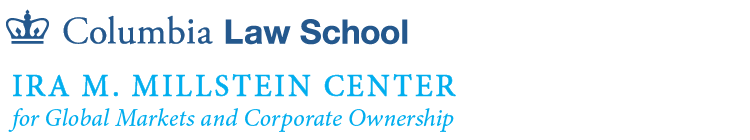 Columbia Law School
IRA M. MILLSTEIN CENTER
for Global Markets and Corporate Ownership